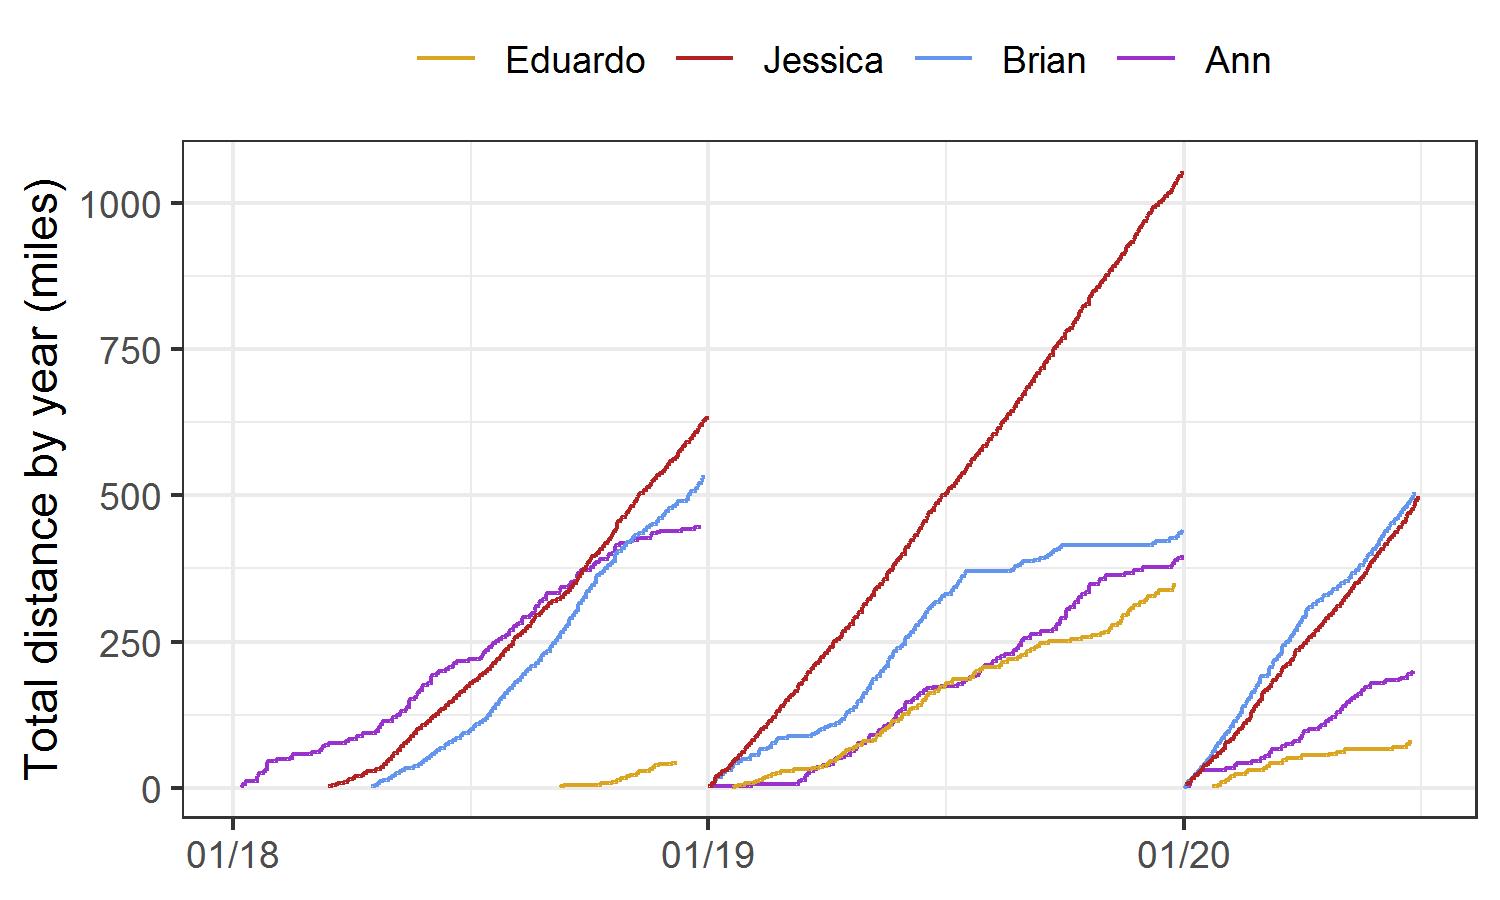 Eduardo Jessica Brian Ann
Total distance by year (miles)
1000
750
500
250
0
01/18 01/19 01/20